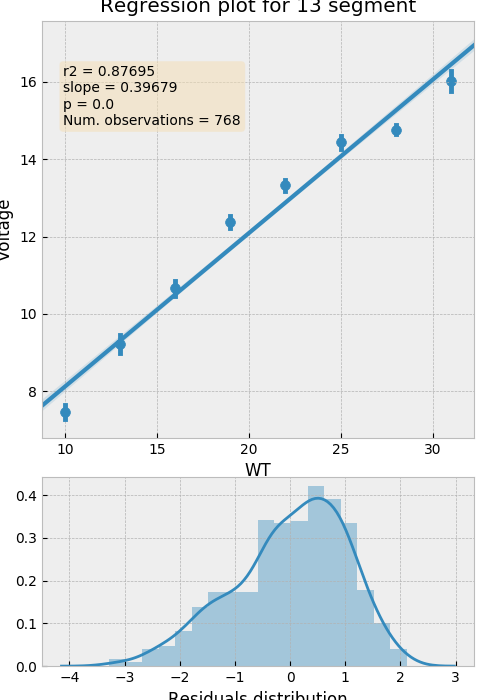 Regression plot for 13 segment
r2 = 0.87695
slope = 0.39679
p = 0.0
Num. observations = 768
16
14
12
10
8
voltage
10 15 20 25 30
WT
0.4
0.3
0.2
0.1
0.0
−4 −3 −2 −1 0 1 2 3
Residuals distribution